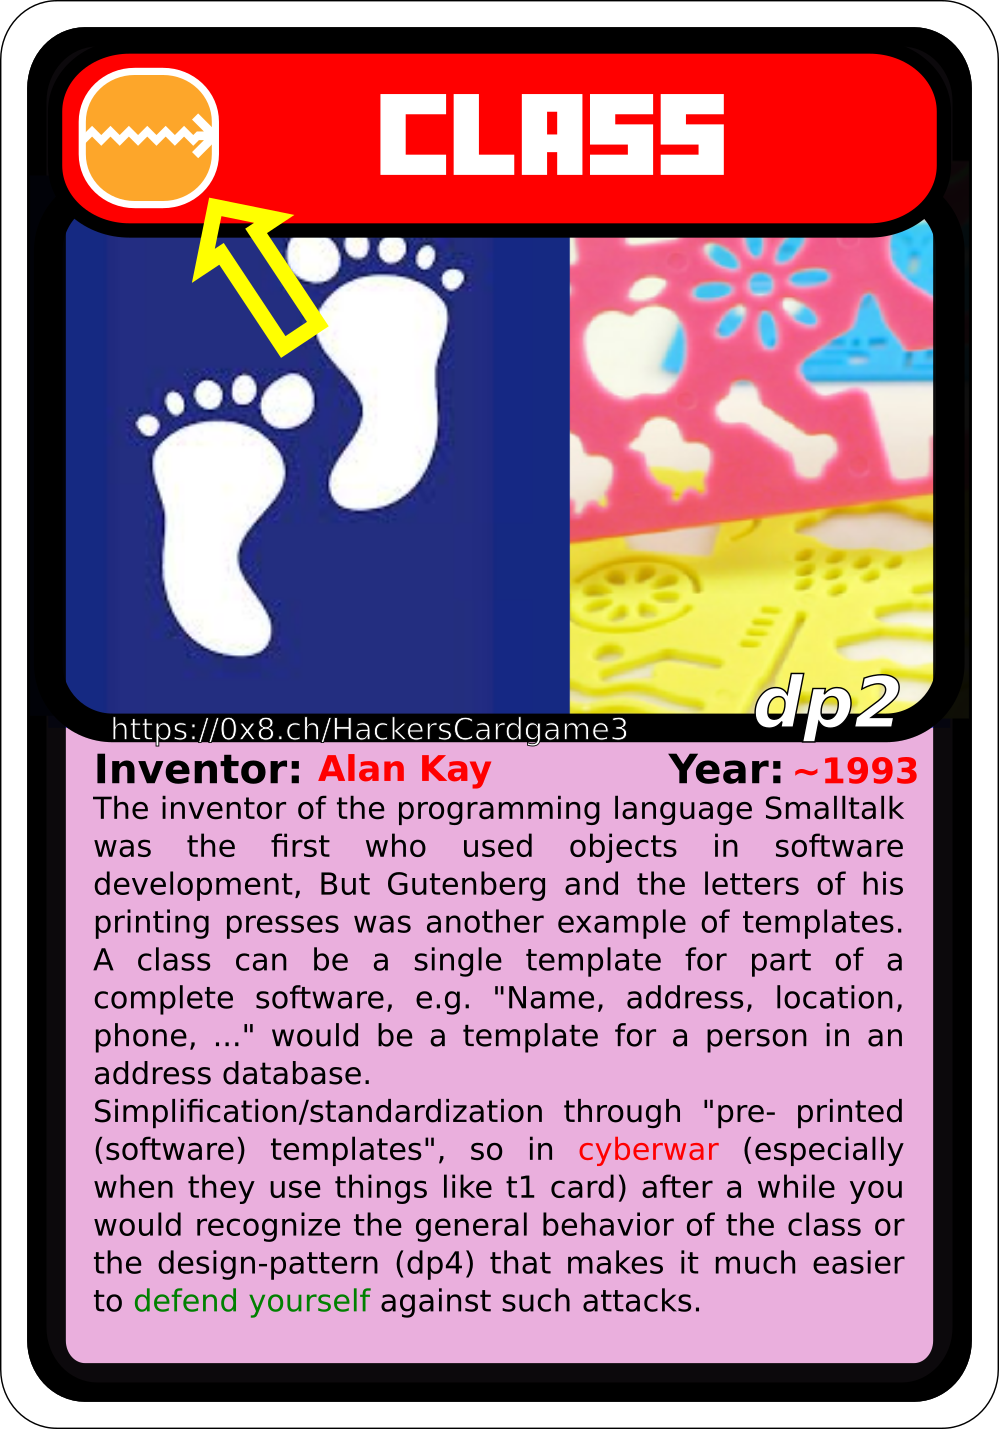 CLASS
dp2
https://0x8.ch/HackersCardgame3
Inventor: Alan Kay Year: ~1993
The inventor of the programming language Smalltalk
was the first who used objects in software
development, But Gutenberg and the letters of his
printing presses was another example of templates.
A class can be a single template for part of a
complete software, e.g. "Name, address, location,
phone, ..." would be a template for a person in an
address database.
Simplification/standardization through "pre- printed
(software) templates", so in cyberwar (especially
when they use things like t1 card) after a while you
would recognize the general behavior of the class or
the design-pattern (dp4) that makes it much easier
to defend yourself against such attacks.